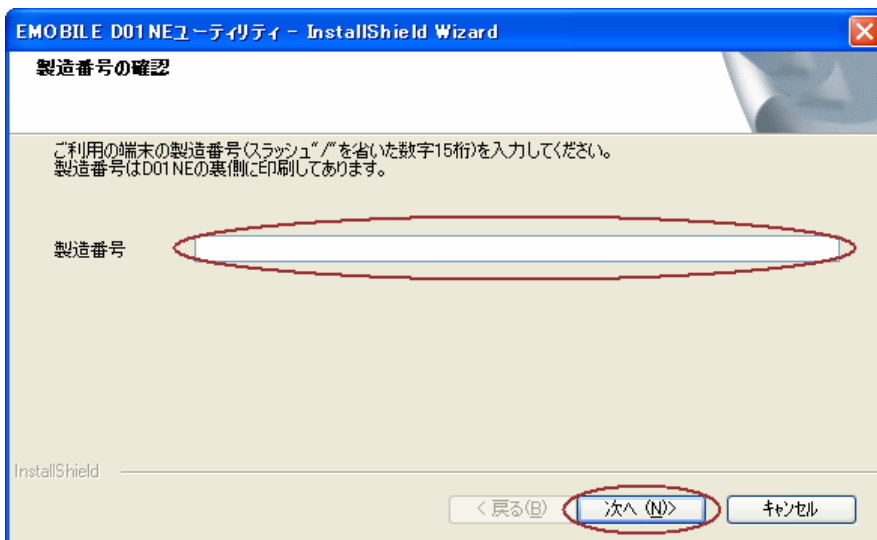 EMOBILE D01NEユーティリティ - InstallShield Wizard
製造番号の確認
ご利用の端末の製造番号(スラッシュ"/"を省いた数字15桁)を入力してください。
製造番号はD01NEの裏側に印刷してあります。
製造番号
InstallShield
< 戻る(B)
次へ (N)>
キャンセル